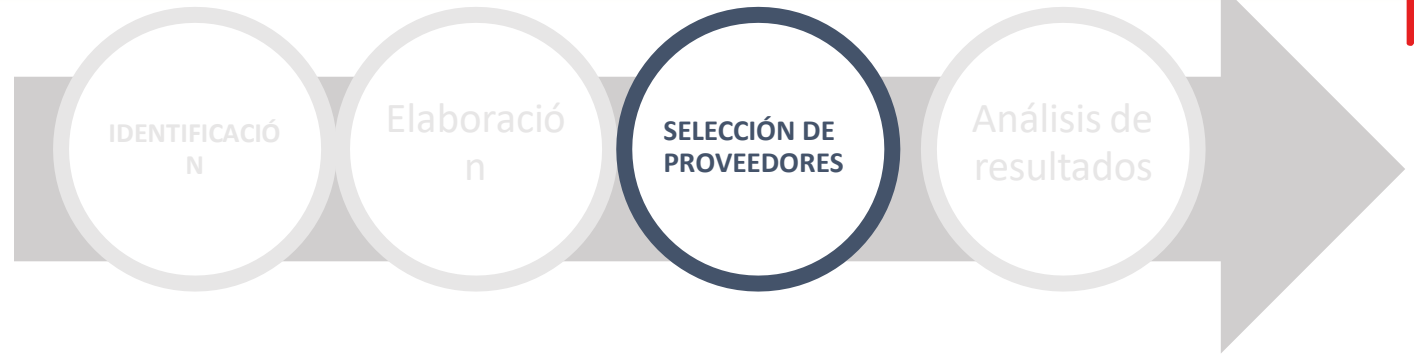 IDENTIFICACIÓ
N
Elaboració
n
SELECCIÓN DE
PROVEEDORES
Análisis de
resultados